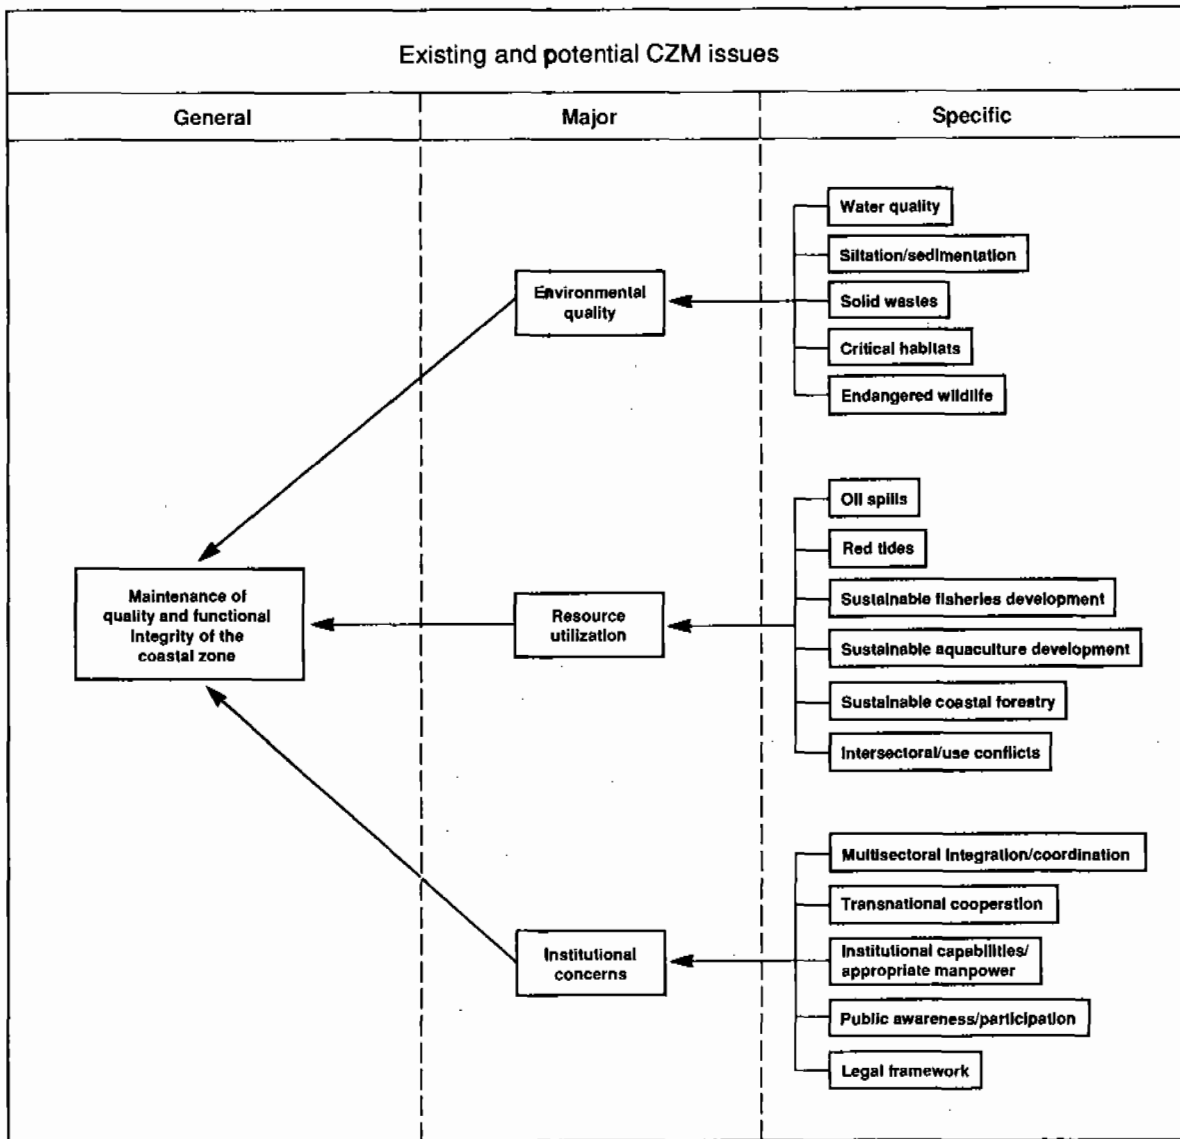 Existing and potential CZM issues
General
Major
Specific
Water quality
Siltation/sedimentation
Environmental
quality
Solid wastes
Critical habitats
Endangered wildlife
Oil spills
Red tides
Maintenance of
quality and functional
integrity of the
coastal zone
Resource
utilization
Sustainable fisheries development
Sustainable aquaculture development
Sustainable coastal forestry
Intersectoral/use conflicts
Multisectoral integration/coordination
Transnational cooperation
Institutional
concerns
Institutional capabilities/
appropriate manpower
Public awareness/participation
Legal framework